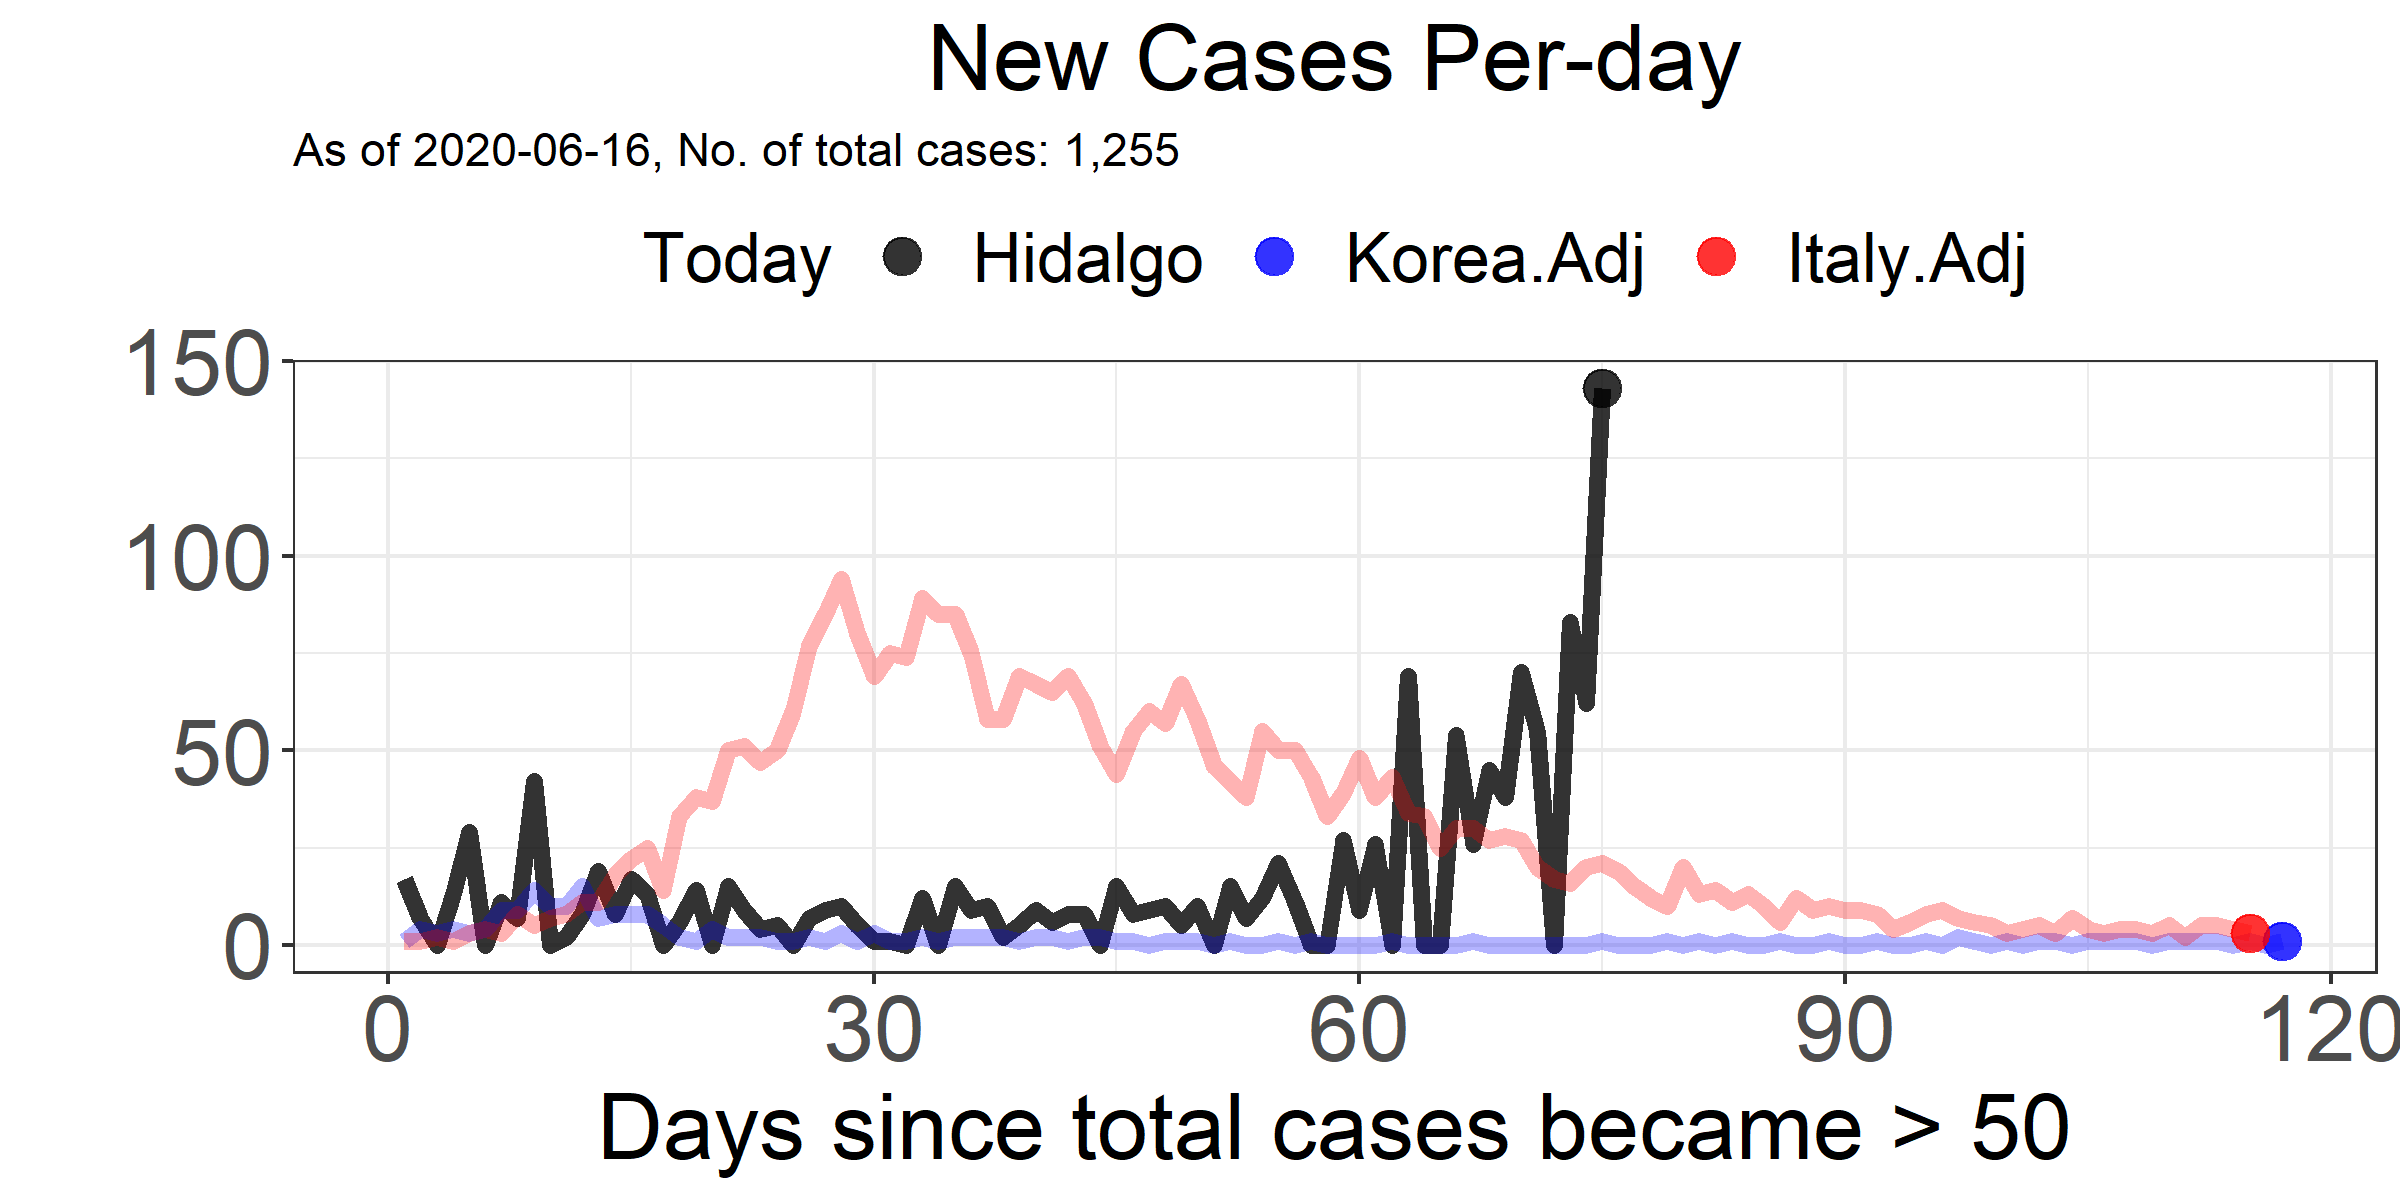 New Cases Per-day
As of 2020-06-16, No. of total cases: 1,255
Today Hidalgo Korea.Adj Italy.Adj
150
100
50
0
0 30 60 90 120
Days since total cases became > 50